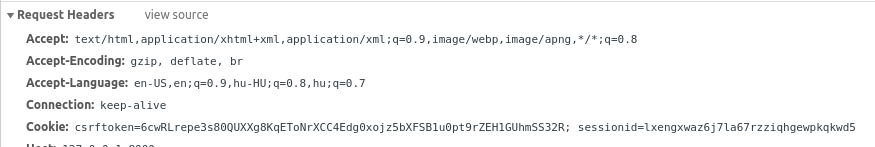 Request Headers view source
Accept: text/html,application/xhtml+xml,application/xml;q=0.9,image/webp,image/apng,*/*;q=0.8
Accept-Encoding: gzip, deflate, br
Accept-Language: en-US,en;q=0.9,hu-HU;q=0.8,hu;q=0.7
Connection: keep-alive
Cookie: csrftoken=6cwRLrepe3s80QUXXg8KqEToNrXCC4Edg0xojz5bXFSB1u0pt9rZEH1GUhmSS32R; sessionid=lxengxwaz6j7la67rzziqhgewpkqkwd5